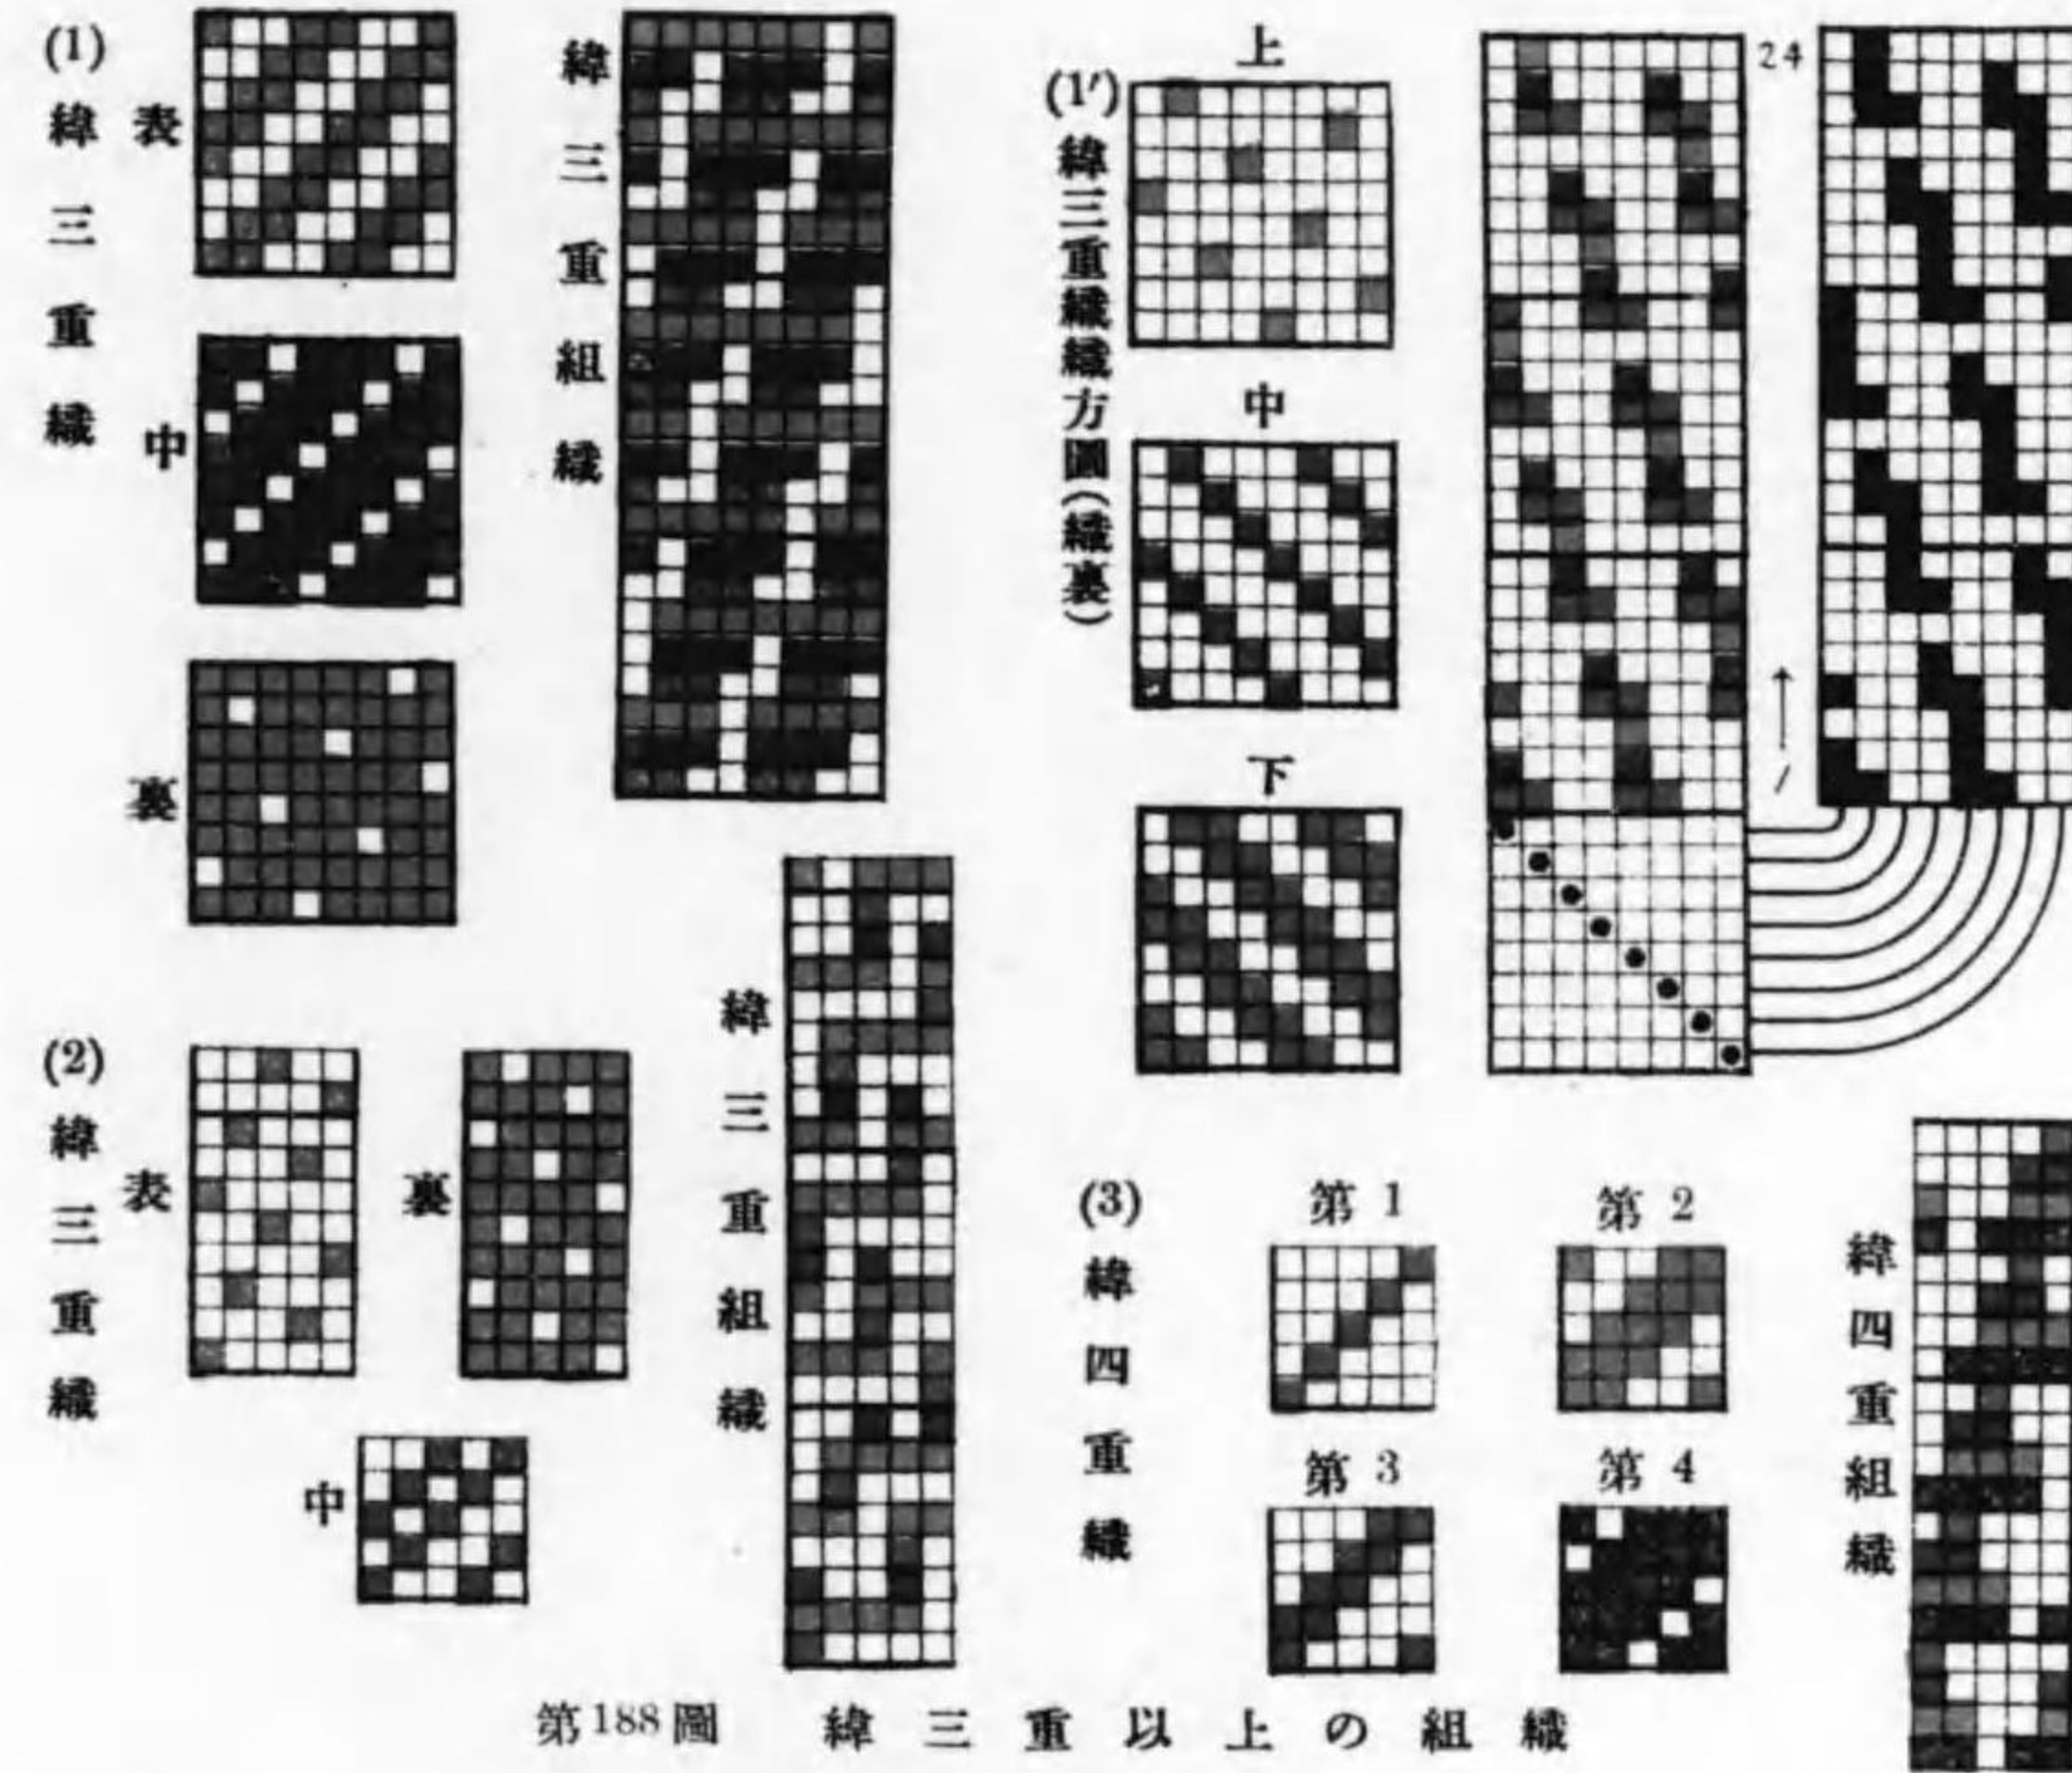 (1)
緯三重織
表
中
裏
緯三重組織
(1′)
緯三重織織方圖(織裏)
上
中
下
24
1
(2)
緯三重織
表
裏
中
緯三重組織
(3)
緯四重織
第 1
第 2
第 3
第 4
緯四重組織
第188圖 緯三重以上の組織